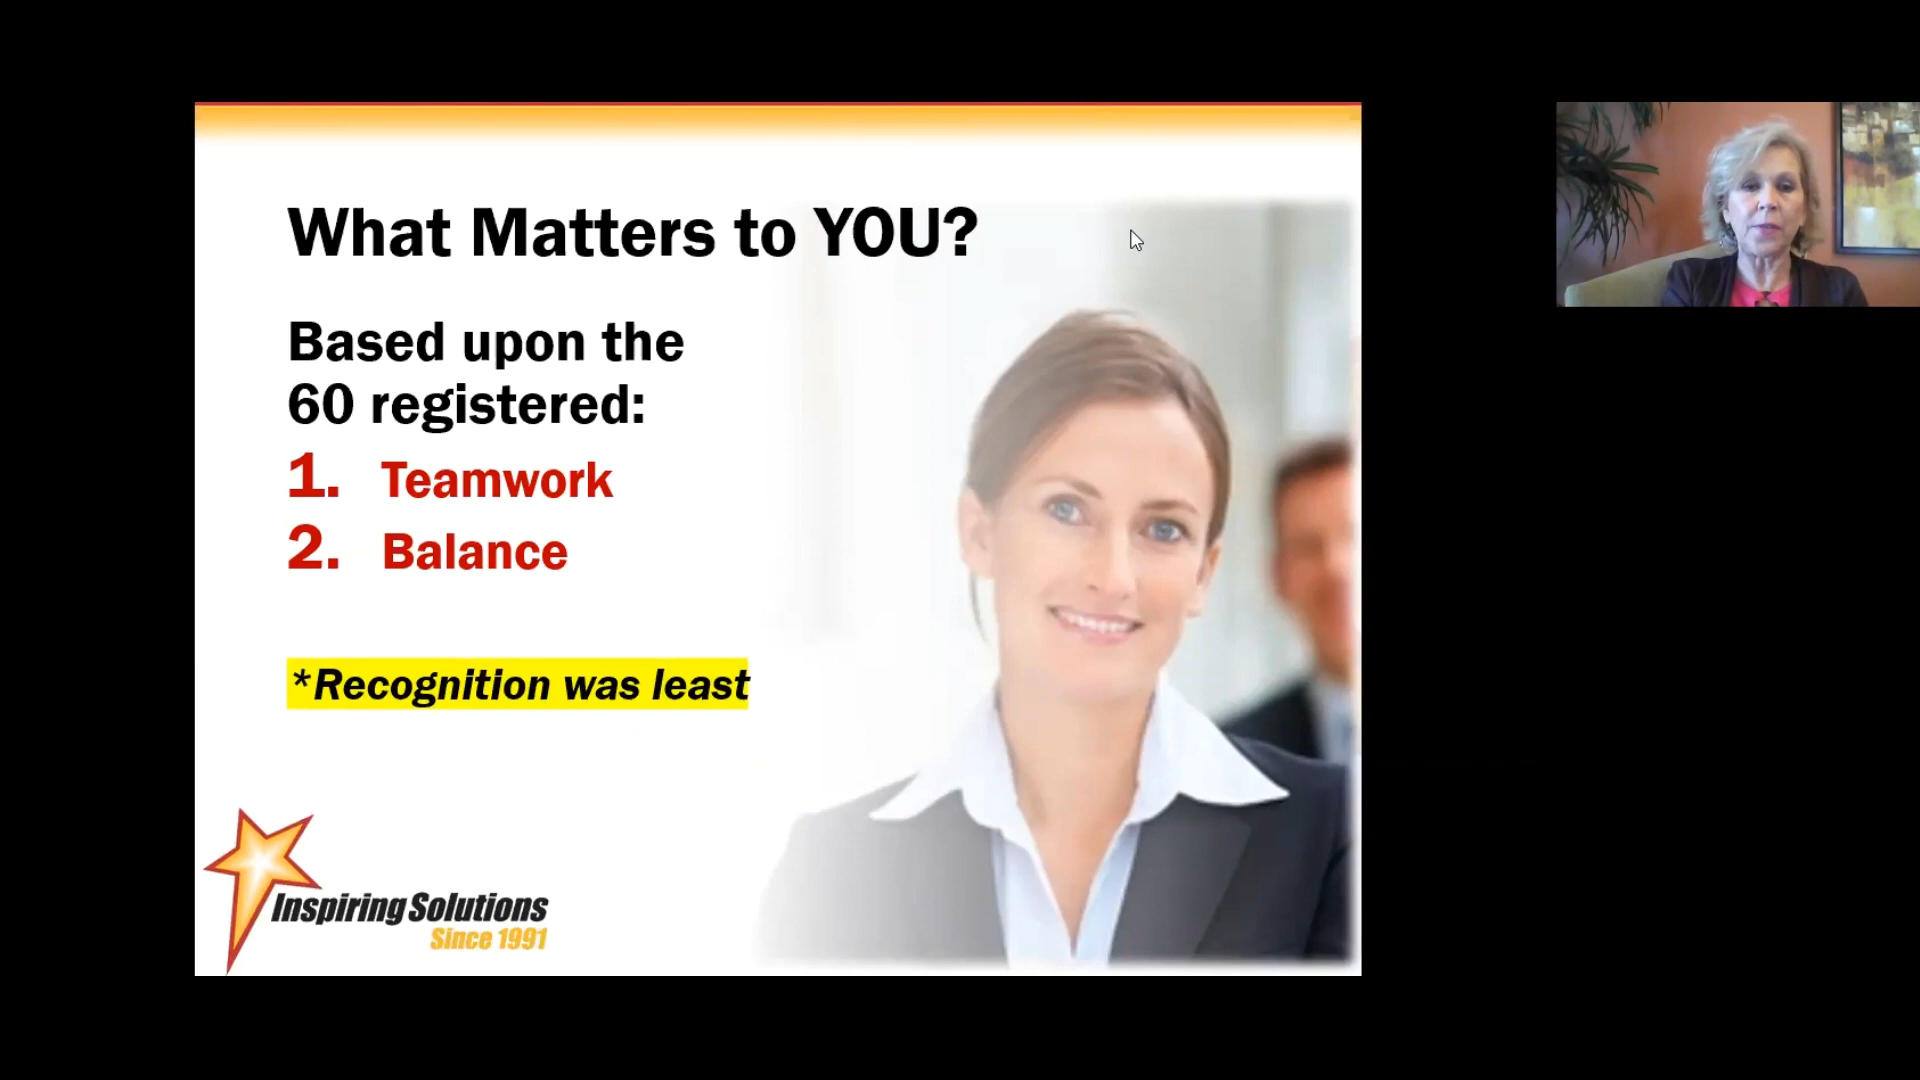 What Matters to YOU?
Based upon the
60 registered:
1. Teamwork
2. Balance
*Recognition was least
Inspiring Solutions
Since 1991